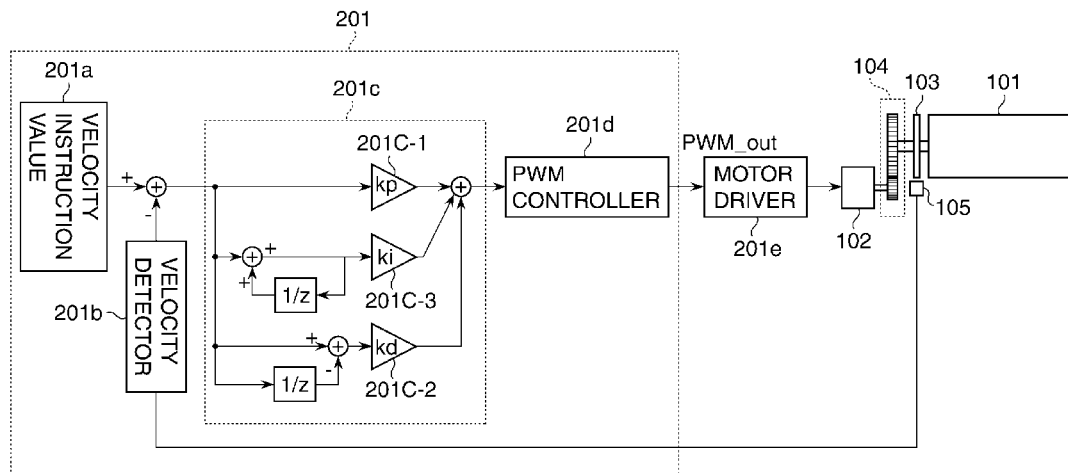 201
201a
VELOCITY
INSTRUCTION
VALUE
+
+
-
VELOCITY
DETECTOR
201b
201c
201C-1
kp
+
+
+
+
1/z
ki
201C-3
+
+
-
1/z
kd
201C-2
201d
PWM
CONTROLLER
PWM_out
MOTOR
DRIVER
201e
102
104
103
101
105